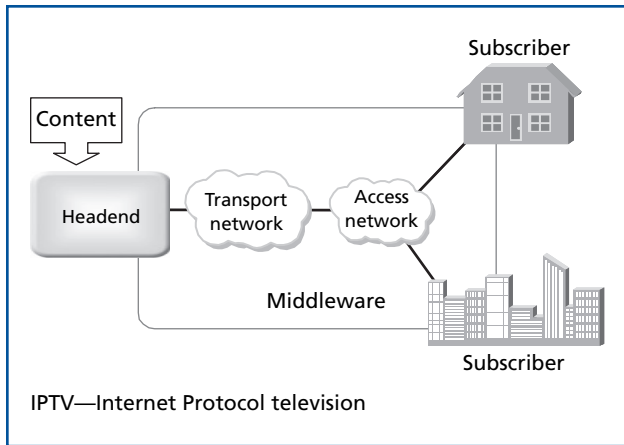 Subscriber
Content
Headend
Transport
network
Access
network
Middleware
Subscriber
IPTV—Internet Protocol television